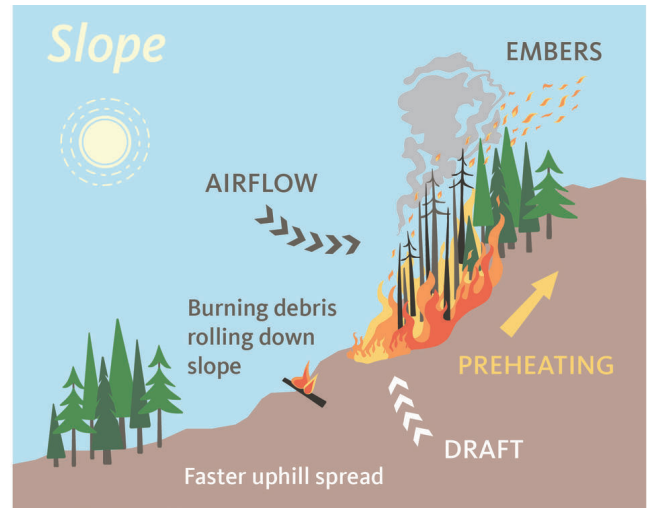 Slope
EMBERS
AIRFLOW
Burning debris
rolling down
slope
PREHEATING
DRAFT
Faster uphill spread